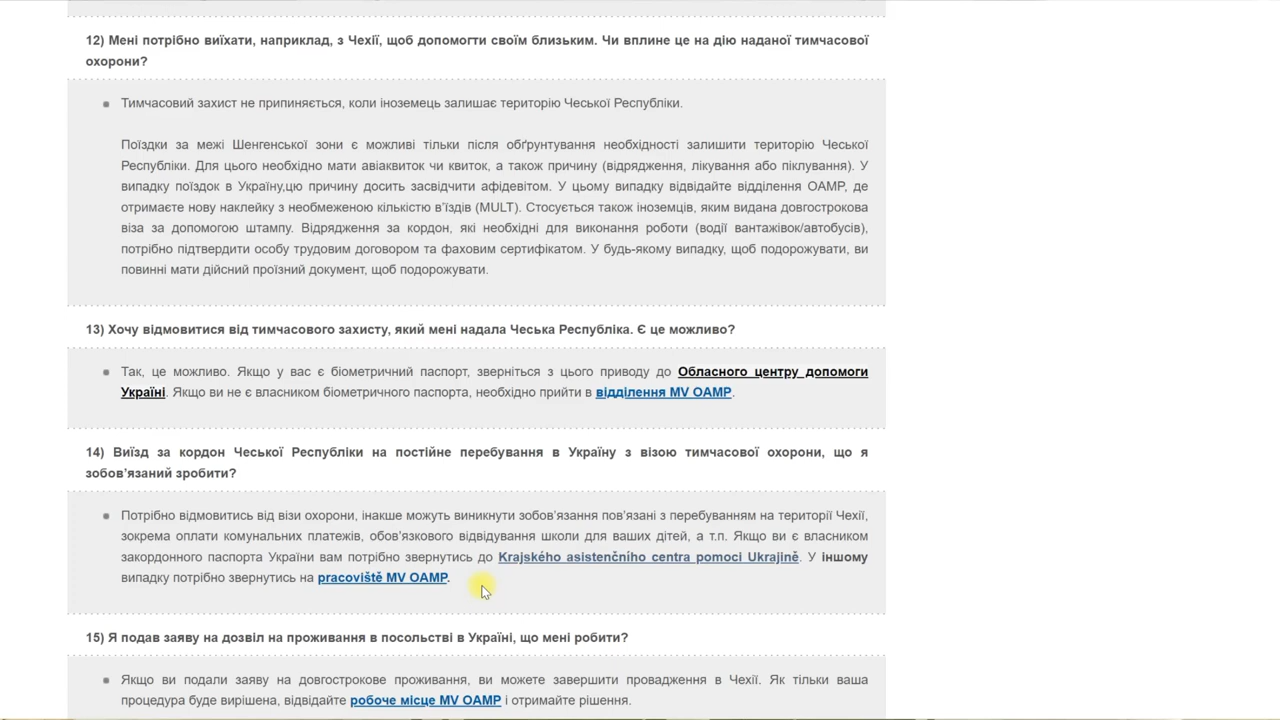 12) Мені потрібно виїхати, наприклад, з Чехії, щоб допомогти своїм близьким. Чи вплине це на дію наданої тимчасової
охорони?
Тимчасовий захист не припиняється, коли іноземець залишає територію Чеської Республіки.
Поїздки за межі Шенгенської зони є можливі тільки після обґрунтування необхідності залишити територію Чеської
Республіки. Для цього необхідно мати авіаквиток чи квиток, а також причину (відрядження, лікування або піклування). У
випадку поїздок в Україну,цю причину досить засвідчити афідевітом. У цьому випадку відвідайте відділення OAMP, де
отримаєте нову наклейку з необмеженою кількістю в’їздів (MULT). Стосується також іноземців, яким видана довгострокова
віза за допомогою штампу. Відрядження за кордон, які необхідні для виконання роботи (водії вантажівок/автобусів),
потрібно підтвердити особу трудовим договором та фаховим сертифікатом. У будь-якому випадку, щоб подорожувати, ви
повинні мати дійсний проїзний документ, щоб подорожувати.
13) Хочу відмовитися від тимчасового захисту, який мені надала Чеська Республіка. Є це можливо?
Так, це можливо. Якщо у вас є біометричний паспорт, зверніться з цього приводу до Обласного центру допомоги
Україні. Якщо ви не є власником біометричного паспорта, необхідно прийти в відділення MV OAMP.
14) Виїзд за кордон Чеської Республіки на постійне перебування в Україну з візою тимчасової охорони, що я
зобов’язаний зробити?
Потрібно відмовитись від візи охорони, інакше можуть виникнути зобов’язання пов’язані з перебуванням на території Чехії,
зокрема оплати комунальних платежів, обов’язкового відвідування школи для ваших дітей, а т.п. Якщо ви є власником
закордонного паспорта України вам потрібно звернутись до Krajského asistenčního centra pomoci Ukrajině. У іншому
випадку потрібно звернутись на pracoviště MV OAMP.
15) Я подав заяву на дозвіл на проживання в посольстві в Україні, що мені робити?
Якщо ви подали заяву на довгострокове проживання, ви можете завершити провадження в Чехії. Як тільки ваша
процедура буде вирішена, відвідайте робоче місце MV OAMP і отримайте рішення.